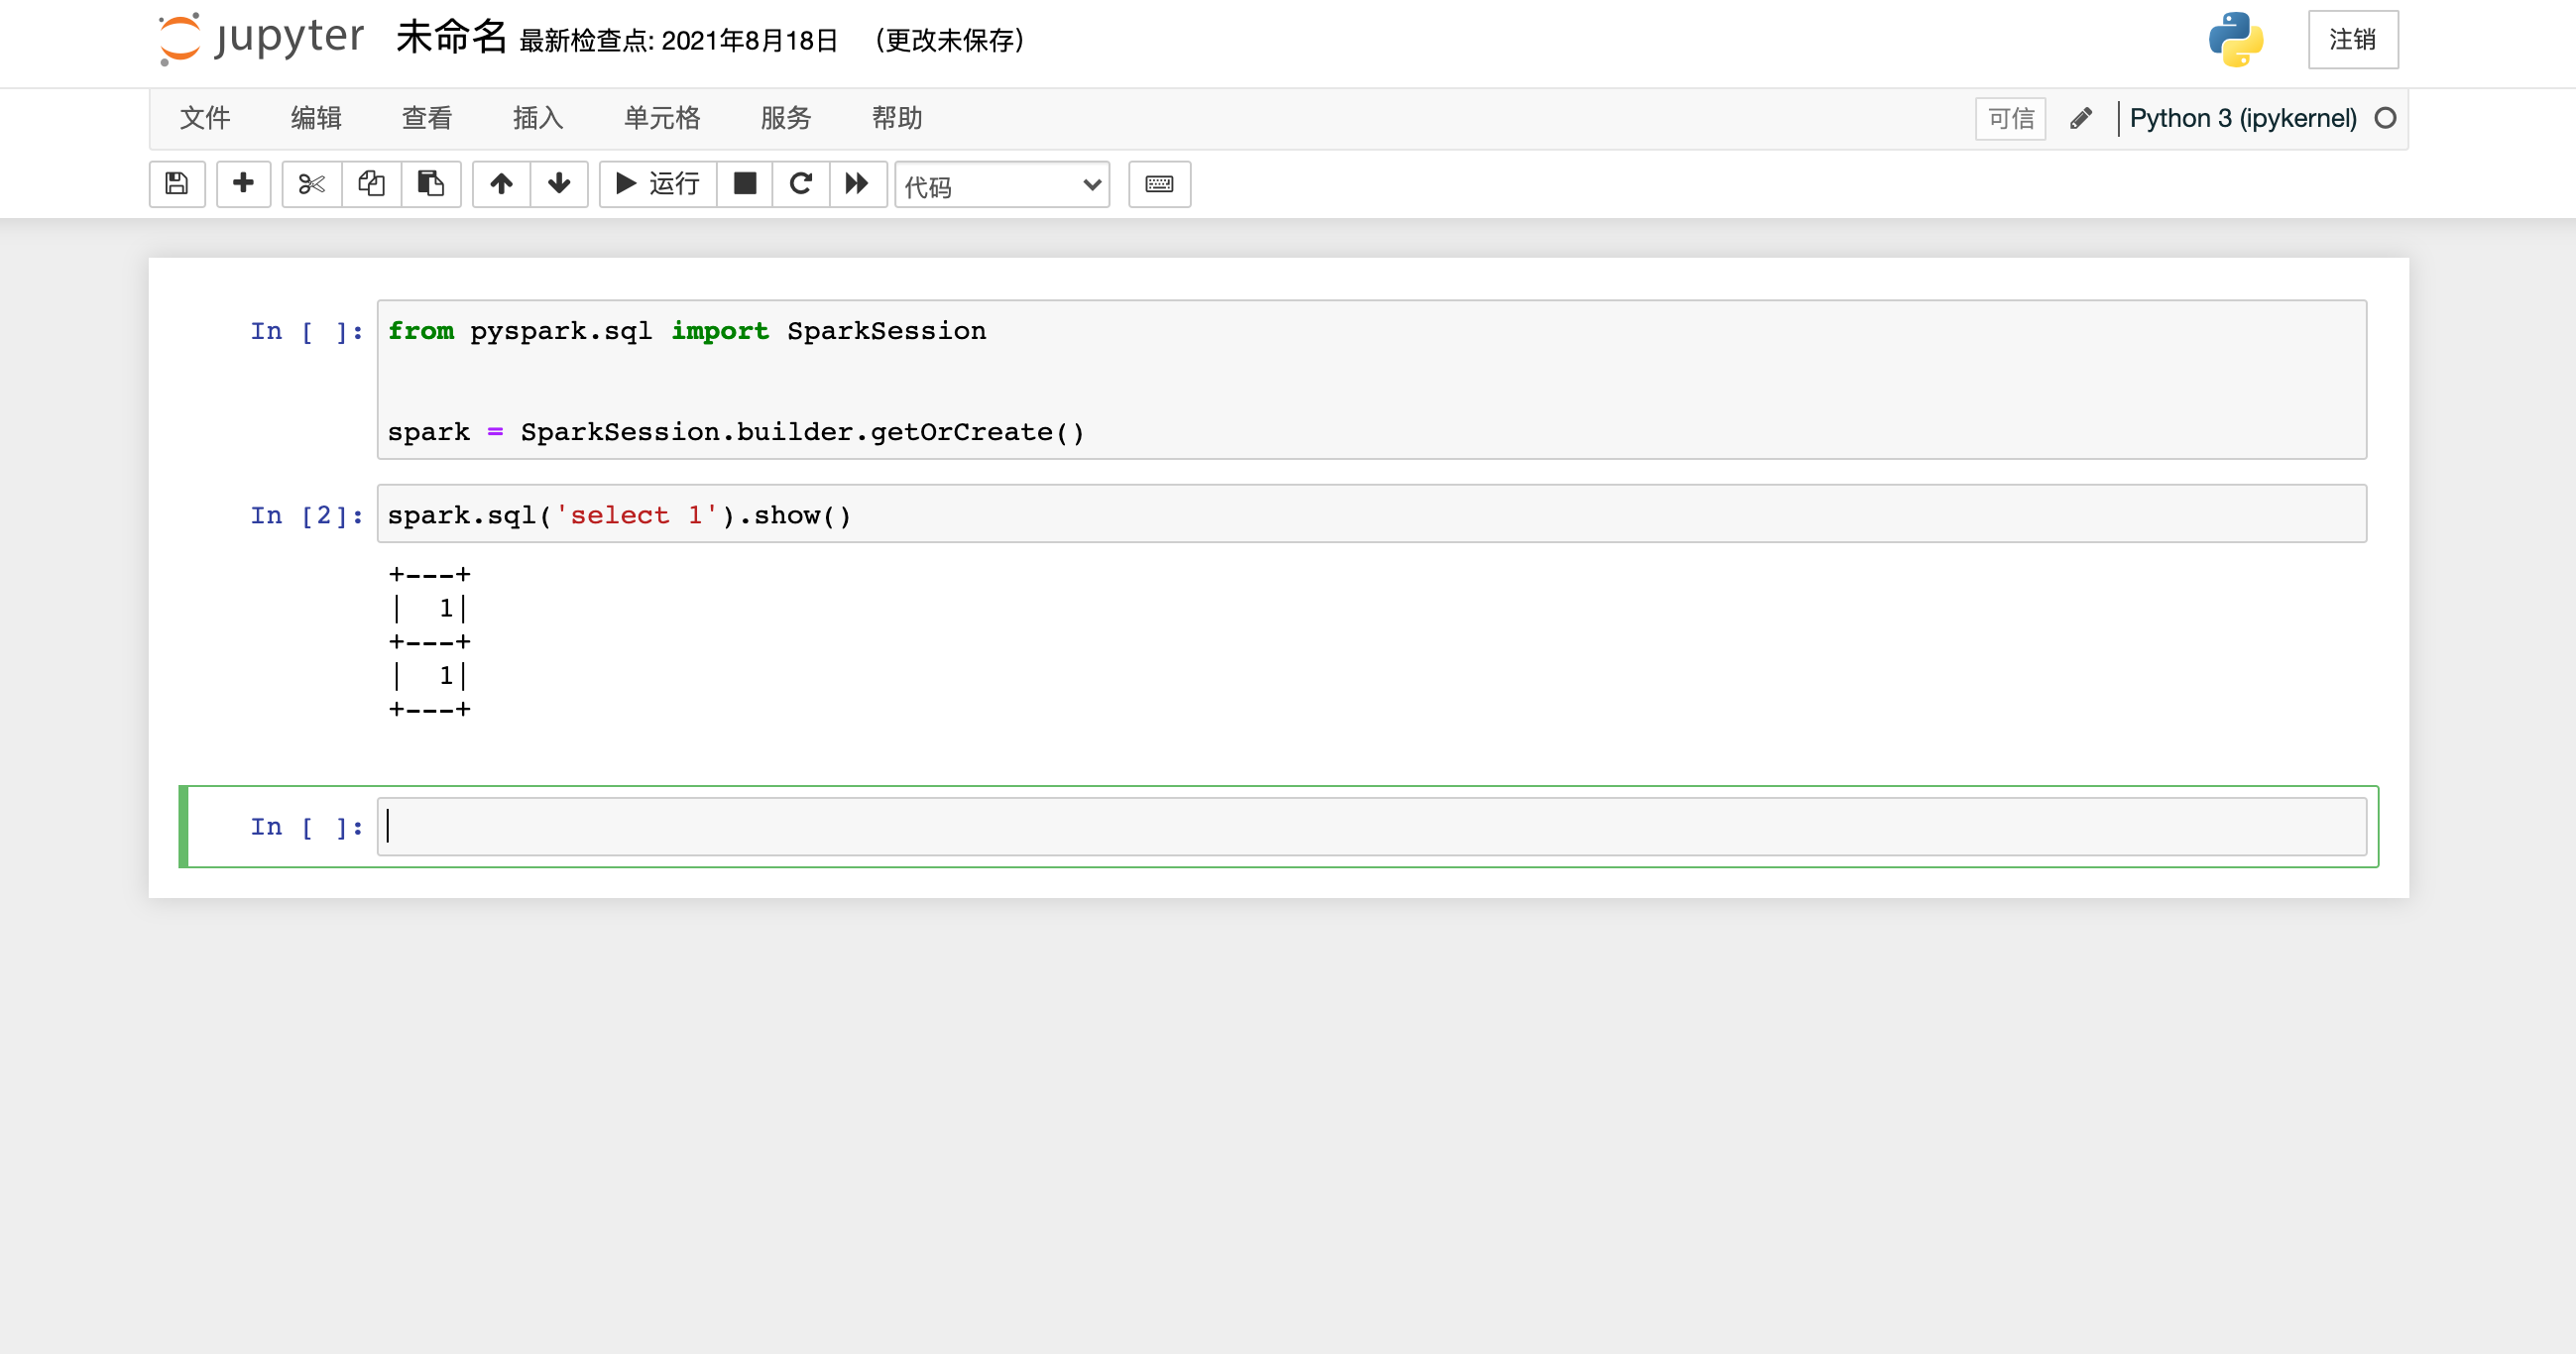 jupyter 未命名 最新检查点: 2021年8月18日 (更改未保存) 注销
文件 编辑 查看 插入 单元格 服务 帮助 可信 Python 3 (ipykernel)
运行 代码
In [ ]: from pyspark.sql import SparkSession
spark = SparkSession.builder.getOrCreate()
In [2]: spark.sql('select 1').show()
+---+
|  1|
+---+
|  1|
+---+
In [ ]: